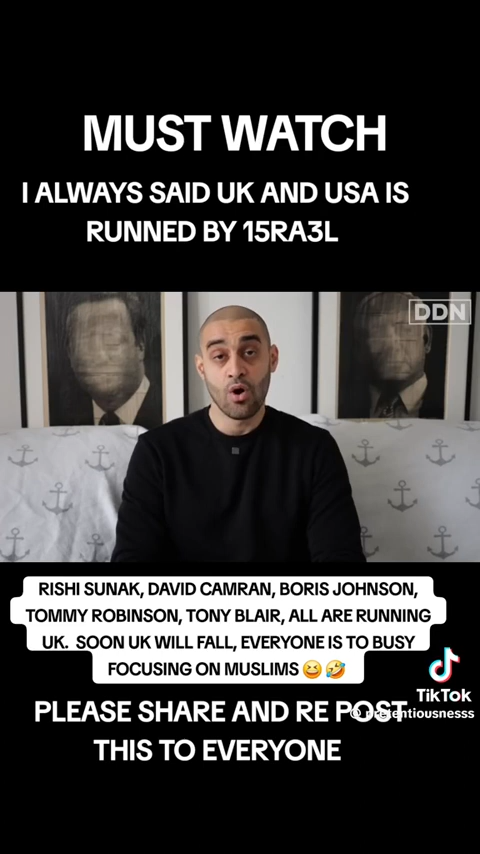 MUST WATCH
I ALWAYS SAID UK AND USA IS
RUNNED BY 15RA3L
DDN
RISHI SUNAK, DAVID CAMRAN, BORIS JOHNSON,
TOMMY ROBINSON, TONY BLAIR, ALL ARE RUNNING
UK. SOON UK WILL FALL, EVERYONE IS TO BUSY
FOCUSING ON MUSLIMS 😆 🤣
TikTok
PLEASE SHARE AND RE POST
THIS TO EVERYONE